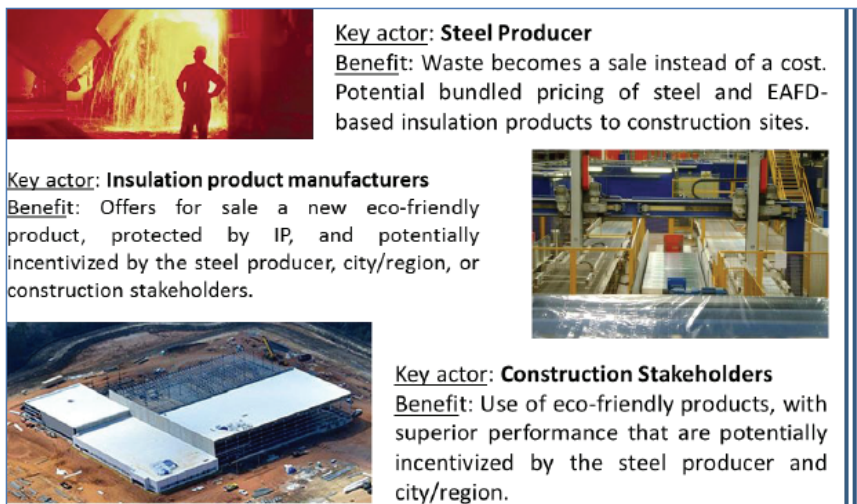 Key actor: Steel Producer
Benefit: Waste becomes a sale instead of a cost.
Potential bundled pricing of steel and EAFD-
based insulation products to construction sites.
Key actor: Insulation product manufacturers
Benefit: Offers for sale a new eco-friendly
product, protected by IP, and potentially
incentivized by the steel producer, city/region, or
construction stakeholders.
Key actor: Construction Stakeholders
Benefit: Use of eco-friendly products, with
superior performance that are potentially
incentivized by the steel producer and
city/region.